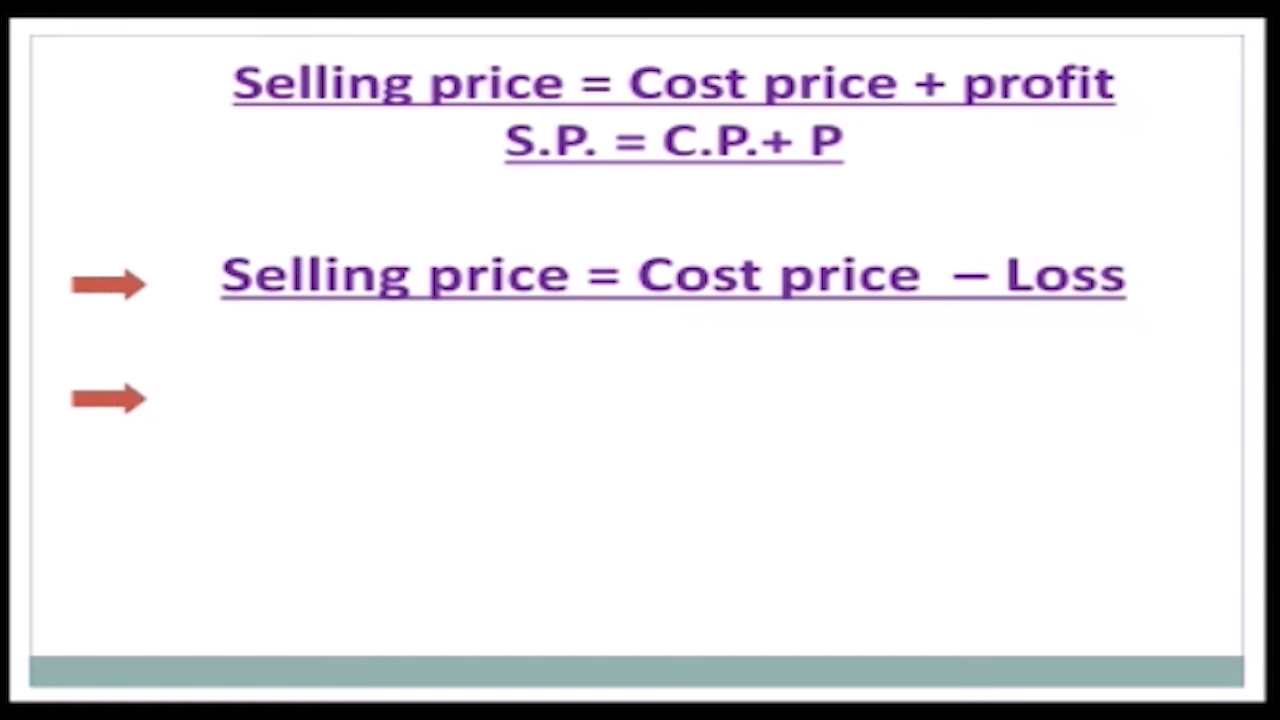 Selling price = Cost price + profit
S.P. = C.P.+ P
Selling price = Cost price – Loss